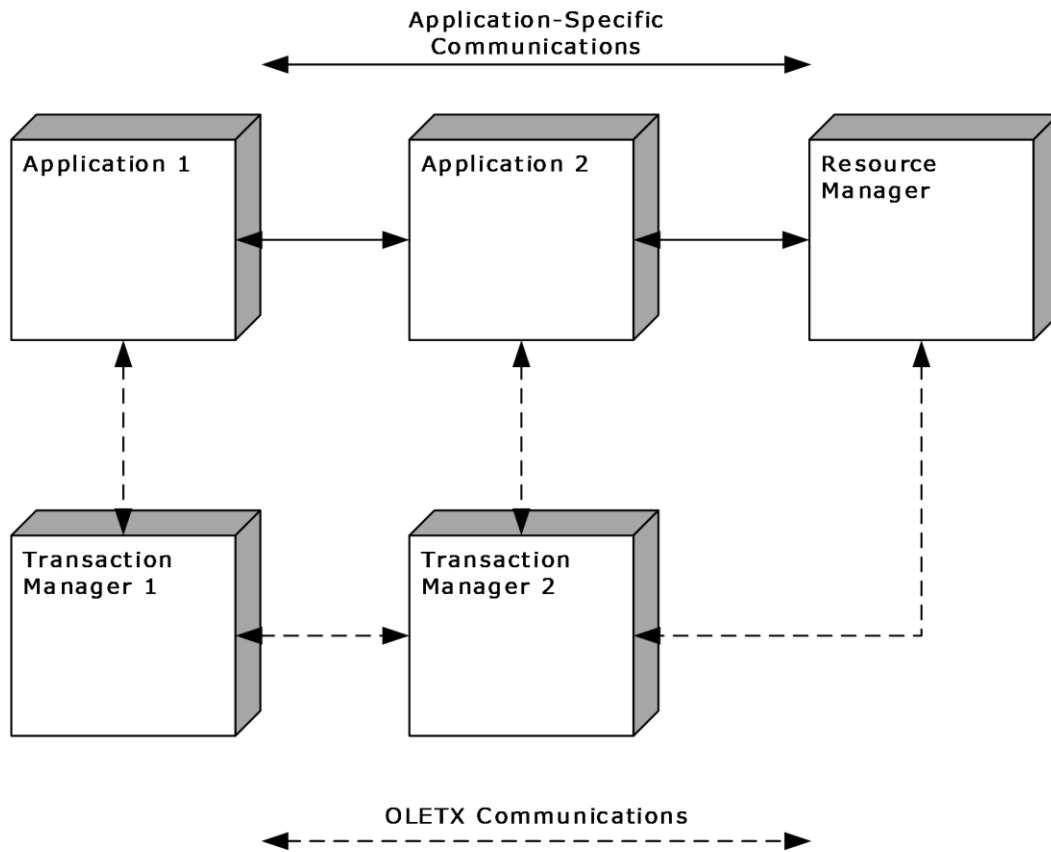 Application-Specific
Communications
Application 1
Application 2
Resource
Manager
Transaction
Manager 1
Transaction
Manager 2
OLETX Communications